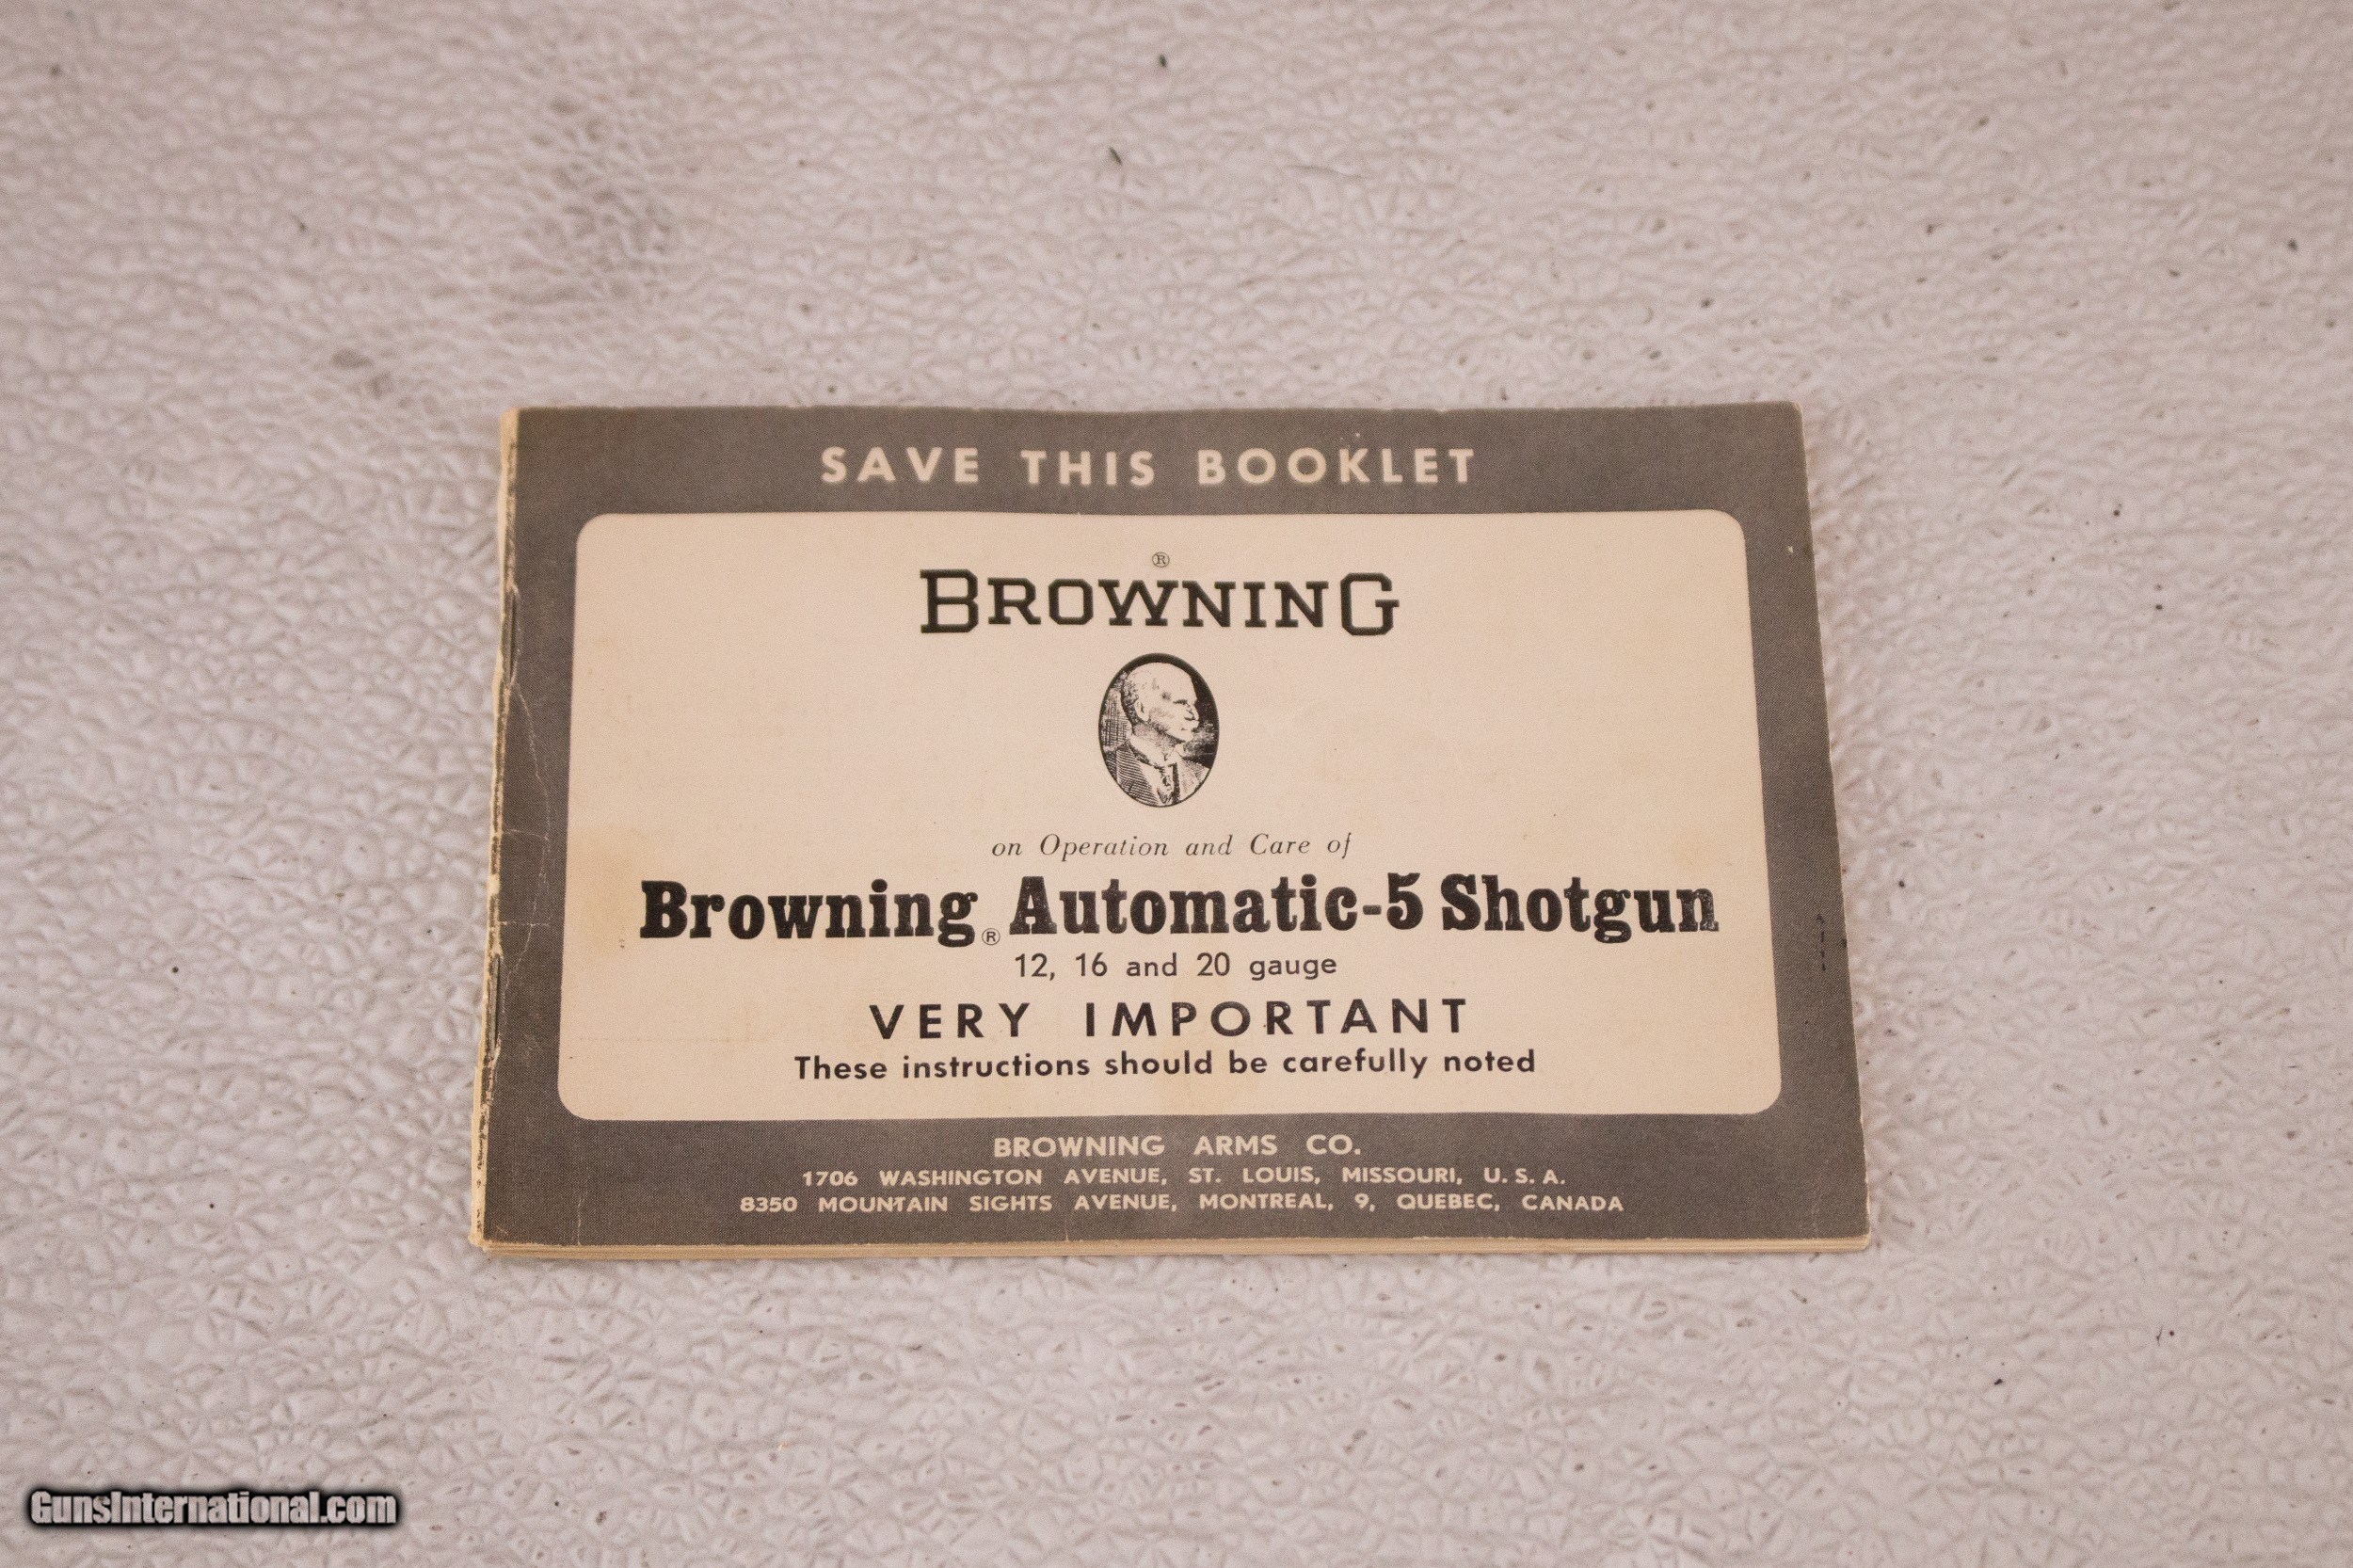 SAVE THIS BOOKLET
®
BROWNING
on Operation and Care of
Browning® Automatic-5 Shotgun
12, 16 and 20 gauge
VERY IMPORTANT
These instructions should be carefully noted
BROWNING ARMS CO.
1706 WASHINGTON AVENUE, ST. LOUIS, MISSOURI, U. S. A.
8350 MOUNTAIN SIGHTS AVENUE, MONTREAL, 9, QUEBEC, CANADA
GunsInternational.com